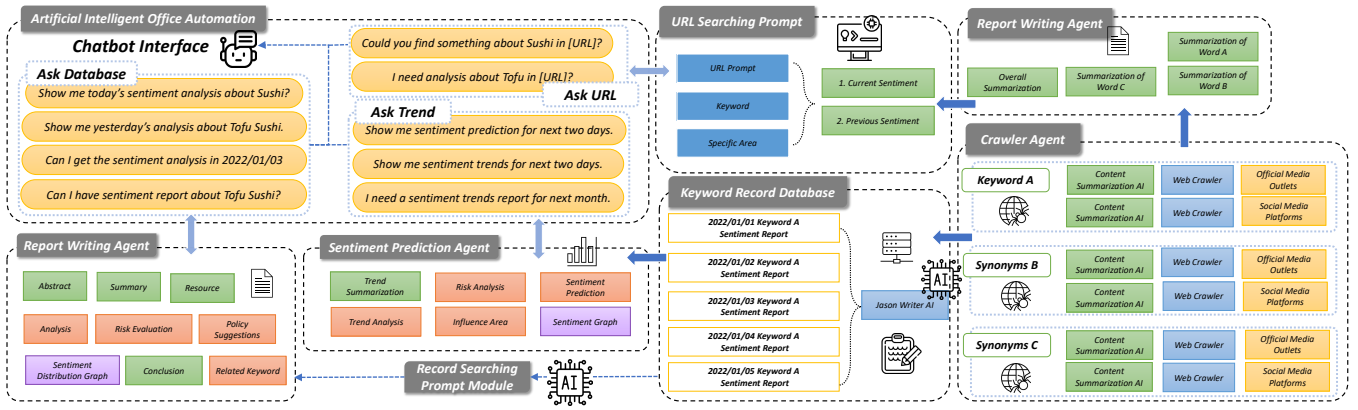 Artificial Intelligent Office Automation
Chatbot Interface
Ask Database
Show me today's sentiment analysis about Sushi?
Show me yesterday's analysis about Tofu Sushi.
Can I get the sentiment analysis in 2022/01/03
Can I have sentiment report about Tofu Sushi?
Could you find something about Sushi in [URL]?
I need analysis about Tofu in [URL]?
Ask URL
Ask Trend
Show me sentiment prediction for next two days.
Show me sentiment trends for next two days.
I need a sentiment trends report for next month.
URL Searching Prompt
URL Prompt
Keyword
Specific Area
1. Current Sentiment
2. Previous Sentiment
Report Writing Agent
Overall
Summarization
Summarization of
Word C
Summarization of
Word A
Summarization of
Word B
Crawler Agent
Keyword A
Content
Summarization AI
Web Crawler
Official Media
Outlets
Content
Summarization AI
Web Crawler
Social Media
Platforms
Synonyms B
Content
Summarization AI
Web Crawler
Official Media
Outlets
Content
Summarization AI
Web Crawler
Social Media
Platforms
Synonyms C
Content
Summarization AI
Web Crawler
Official Media
Outlets
Content
Summarization AI
Web Crawler
Social Media
Platforms
Keyword Record Database
2022/01/01 Keyword A
Sentiment Report
2022/01/02 Keyword A
Sentiment Report
2022/01/03 Keyword A
Sentiment Report
2022/01/04 Keyword A
Sentiment Report
2022/01/05 Keyword A
Sentiment Report
Jason Writer AI
AI
Report Writing Agent
Abstract
Summary
Resource
Analysis
Risk Evaluation
Policy
Suggestions
Sentiment
Distribution Graph
Conclusion
Related Keyword
Sentiment Prediction Agent
Trend
Summarization
Risk Analysis
Sentiment
Prediction
Trend Analysis
Influence Area
Sentiment Graph
Record Searching
Prompt Module
AI